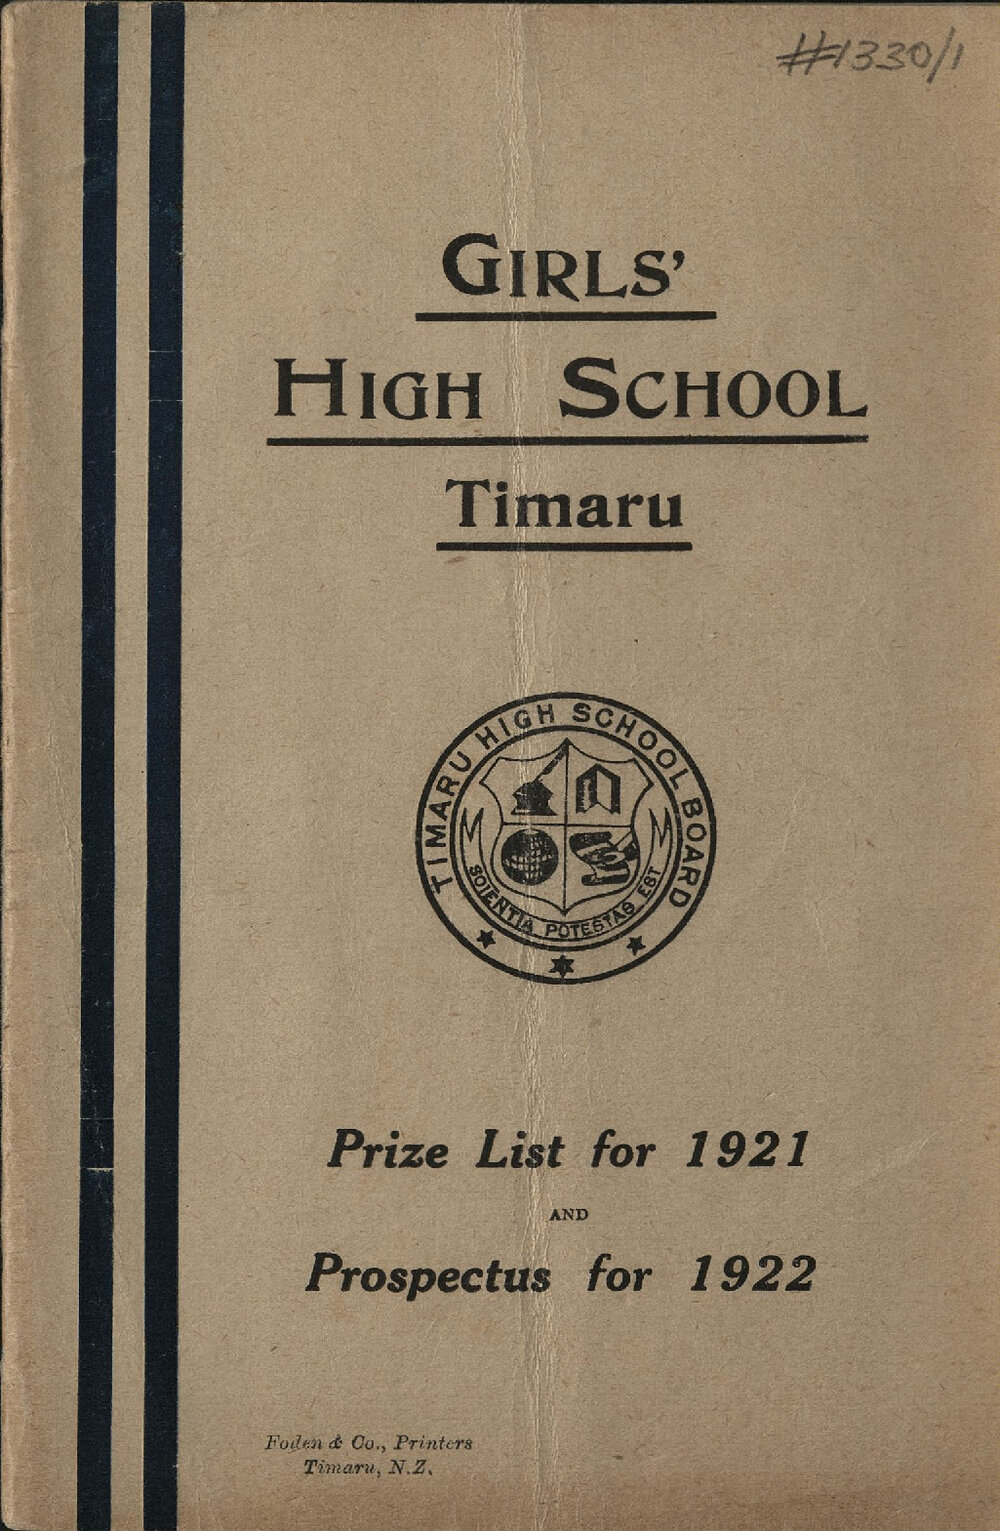 #1330/1
GIRLS'
HIGH SCHOOL
Timaru
TIMARU HIGH SCHOOL BOARD
SCIENTIA POTESTAS EST
Prize List for 1921
AND
Prospectus for 1922
Foden & Co., Printers
Timaru, N.Z.